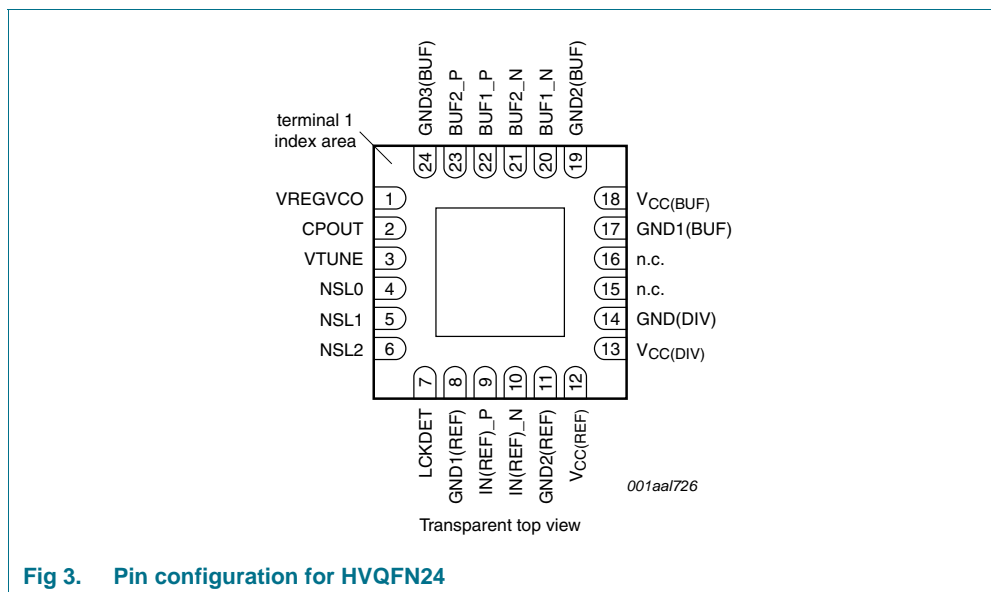 GND3(BUF)
BUF2_P
BUF1_P
BUF2_N
BUF1_N
GND2(BUF)
terminal 1
index area
24
23
22
21
20
19
VREGVCO 1
CPOUT 2
VTUNE 3
NSL0 4
NSL1 5
NSL2 6
18 VCC(BUF)
17 GND1(BUF)
16 n.c.
15 n.c.
14 GND(DIV)
13 VCC(DIV)
7
8
9
10
11
12
LCKDET
GND1(REF)
IN(REF)_P
IN(REF)_N
GND2(REF)
VCC(REF)
001aal726
Transparent top view
Fig 3. Pin configuration for HVQFN24